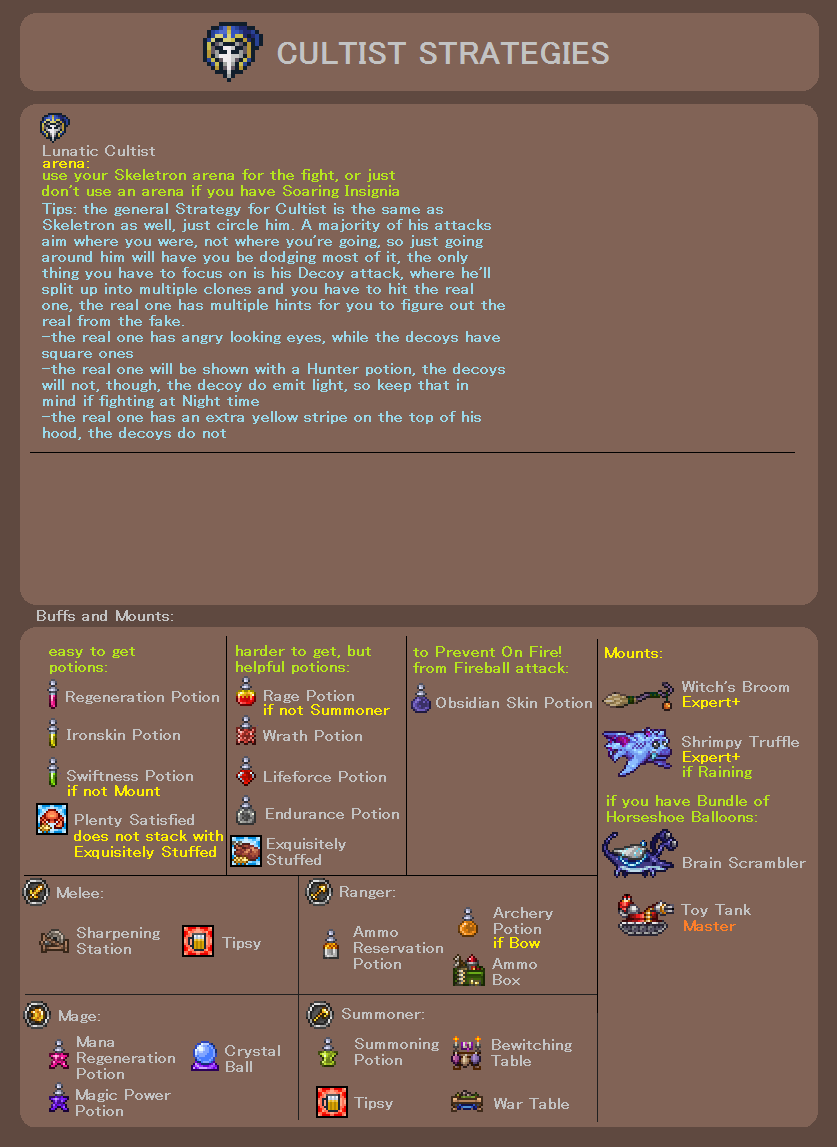 CULTIST STRATEGIES
Lunatic Cultist
arena:
use your Skeletron arena for the fight, or just
don't use an arena if you have Soaring Insignia
Tips: the general Strategy for Cultist is the same as
Skeletron as well, just circle him. A majority of his attacks
aim where you were, not where you're going, so just going
around him will have you be dodging most of it, the only
thing you have to focus on is his Decoy attack, where he'll
split up into multiple clones and you have to hit the real
one, the real one has multiple hints for you to figure out the
real from the fake.
-the real one has angry looking eyes, while the decoys have
square ones
-the real one will be shown with a Hunter potion, the decoys
will not, though, the decoy do emit light, so keep that in
mind if fighting at Night time
-the real one has an extra yellow stripe on the top of his
hood, the decoys do not
Buffs and Mounts:
easy to get
potions:
Regeneration Potion
Ironskin Potion
Swiftness Potion
if not Mount
Plenty Satisfied
does not stack with
Exquisitely Stuffed
harder to get, but
helpful potions:
Rage Potion
if not Summoner
Wrath Potion
Lifeforce Potion
Endurance Potion
Exquisitely
Stuffed
to Prevent On Fire!
from Fireball attack:
Obsidian Skin Potion
Mounts:
Witch's Broom
Expert+
Shrimpy Truffle
Expert+
if Raining
if you have Bundle of
Horseshoe Balloons:
Brain Scrambler
Toy Tank
Master
Melee:
Sharpening
Station
Tipsy
Ranger:
Ammo
Reservation
Potion
Archery
Potion
if Bow
Ammo
Box
Mage:
Mana
Regeneration
Potion
Crystal
Ball
Magic Power
Potion
Summoner:
Summoning
Potion
Bewitching
Table
Tipsy
War Table